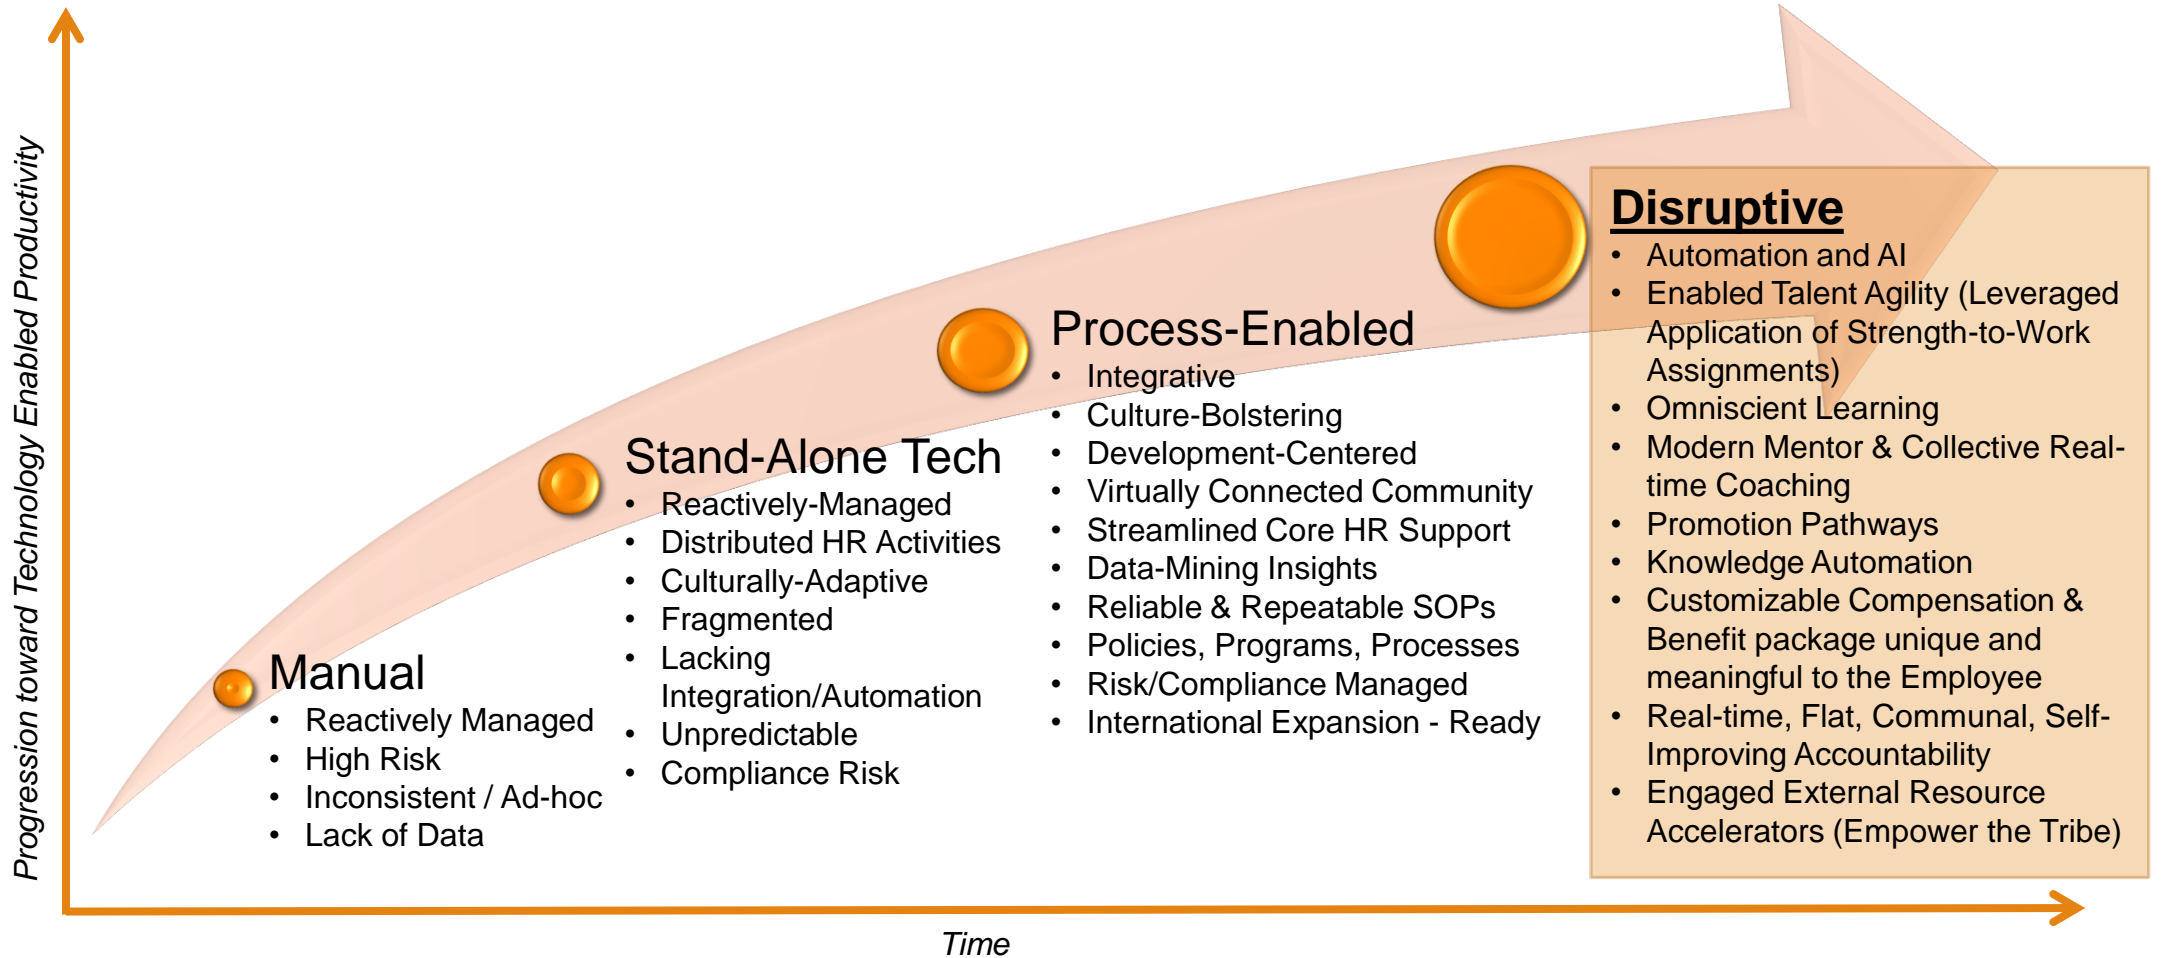 Progression toward Technology Enabled Productivity
Manual
• Reactively Managed
• High Risk
• Inconsistent / Ad-hoc
• Lack of Data
Stand-Alone Tech
• Reactively-Managed
• Distributed HR Activities
• Culturally-Adaptive
• Fragmented
• Lacking
Integration/Automation
• Unpredictable
• Compliance Risk
Process-Enabled
• Integrative
• Culture-Bolstering
• Development-Centered
• Virtually Connected Community
• Streamlined Core HR Support
• Data-Mining Insights
• Reliable & Repeatable SOPs
• Policies, Programs, Processes
• Risk/Compliance Managed
• International Expansion - Ready
Disruptive
• Automation and AI
• Enabled Talent Agility (Leveraged
Application of Strength-to-Work
Assignments)
• Omniscient Learning
• Modern Mentor & Collective Real-
time Coaching
• Promotion Pathways
• Knowledge Automation
• Customizable Compensation &
Benefit package unique and
meaningful to the Employee
• Real-time, Flat, Communal, Self-
Improving Accountability
• Engaged External Resource
Accelerators (Empower the Tribe)
Time